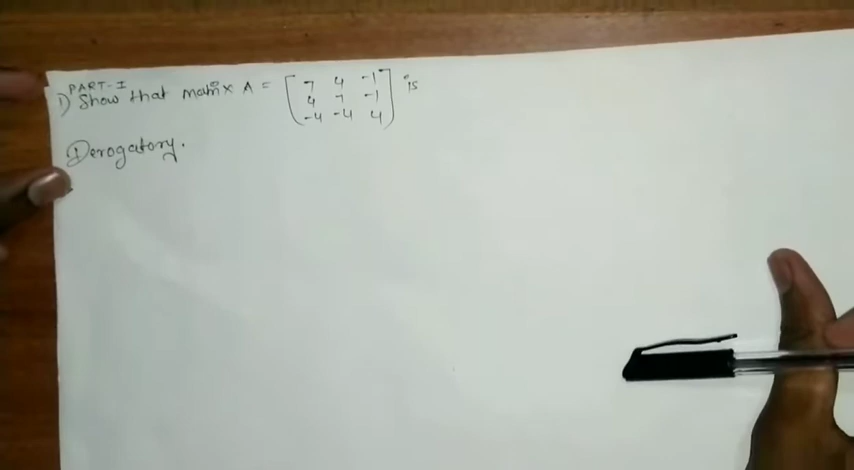 PART-I
1) Show that matrix A = [7 4 -1
4 7 -1
-4 -4 4] is
Derogatory.